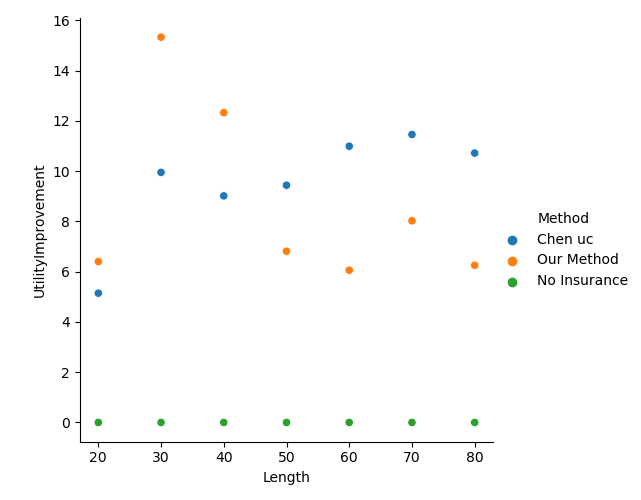 16
14
12
10
8
6
4
2
0
UtilityImprovement
20 30 40 50 60 70 80
Length
Method
Chen uc
Our Method
No Insurance